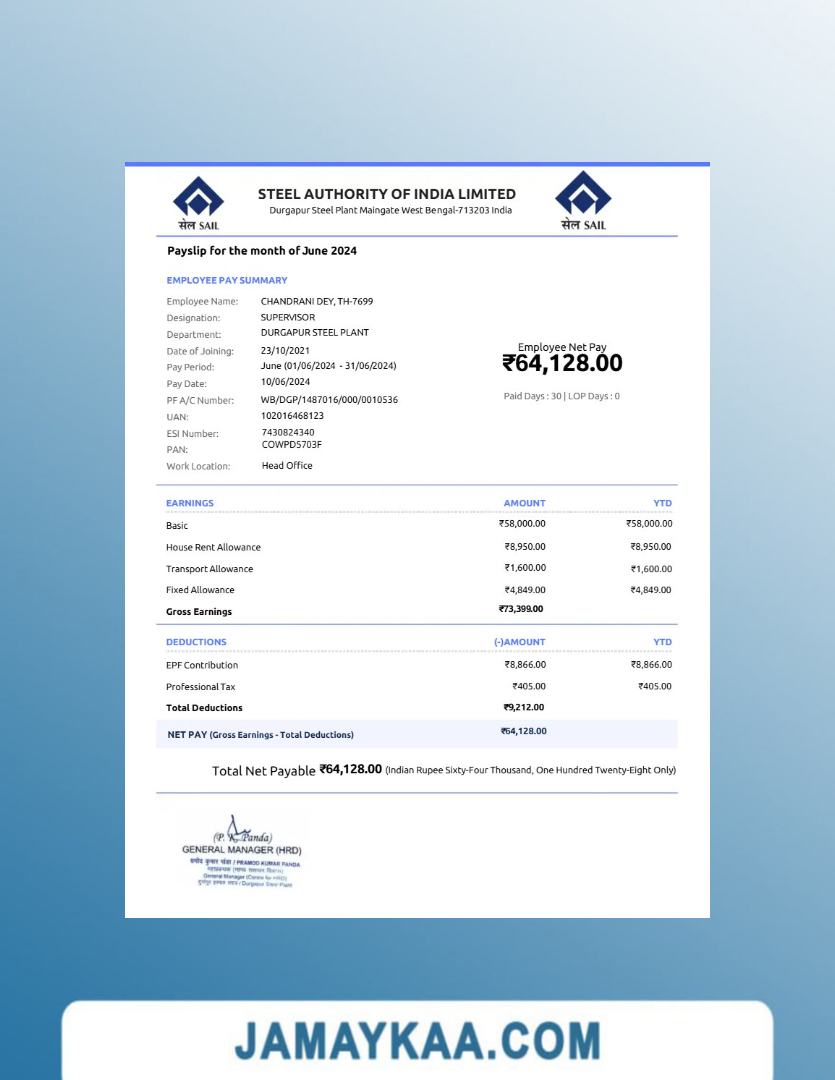 सेल SAIL
STEEL AUTHORITY OF INDIA LIMITED
Durgapur Steel Plant Maingate West Bengal-713203 India
सेल SAIL
Payslip for the month of June 2024
EMPLOYEE PAY SUMMARY
Employee Name: CHANDRANI DEY, TH-7699
Designation: SUPERVISOR
Department: DURGAPUR STEEL PLANT
Date of Joining: 23/10/2021
Pay Period: June (01/06/2024 - 31/06/2024)
Pay Date: 10/06/2024
PF A/C Number: WB/DGP/1487016/000/0010536
UAN: 102016468123
ESI Number: 7430824340
PAN: COWPD5703F
Work Location: Head Office
Employee Net Pay
₹64,128.00
Paid Days : 30 | LOP Days : 0
EARNINGS AMOUNT YTD
Basic ₹58,000.00 ₹58,000.00
House Rent Allowance ₹8,950.00 ₹8,950.00
Transport Allowance ₹1,600.00 ₹1,600.00
Fixed Allowance ₹4,849.00 ₹4,849.00
Gross Earnings ₹73,399.00
DEDUCTIONS (-)AMOUNT YTD
EPF Contribution ₹8,866.00 ₹8,866.00
Professional Tax ₹405.00 ₹405.00
Total Deductions ₹9,212.00
NET PAY (Gross Earnings - Total Deductions) ₹64,128.00
Total Net Payable ₹64,128.00 (Indian Rupee Sixty-Four Thousand, One Hundred Twenty-Eight Only)
(P. K. Panda)
GENERAL MANAGER (HRD)
प्रमोद कुमार पंडा / PRAMOD KUMAR PANDA
General Manager (Centre for HRD)
Durgapur Steel Plant
JAMAYKAA.COM